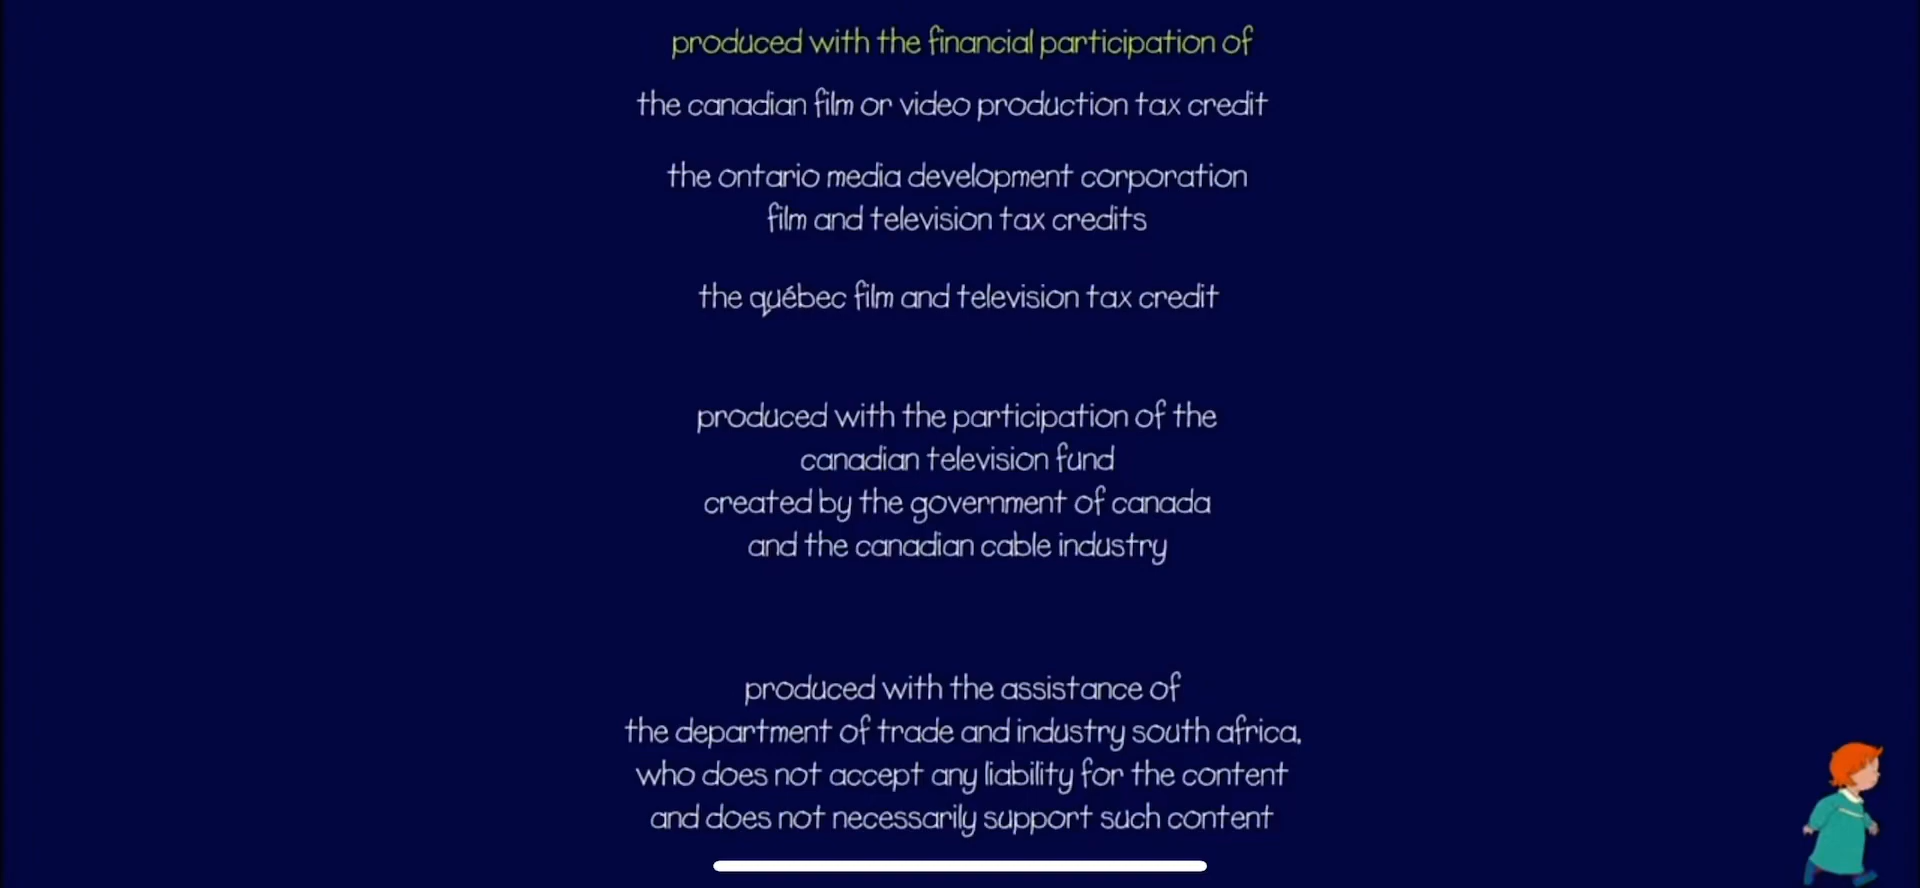 produced with the financial participation of
the canadian film or video production tax credit
the ontario media development corporation
film and television tax credits
the québec film and television tax credit
produced with the participation of the
canadian television fund
created by the government of canada
and the canadian cable industry
produced with the assistance of
the department of trade and industry south africa,
who does not accept any liability for the content
and does not necessarily support such content